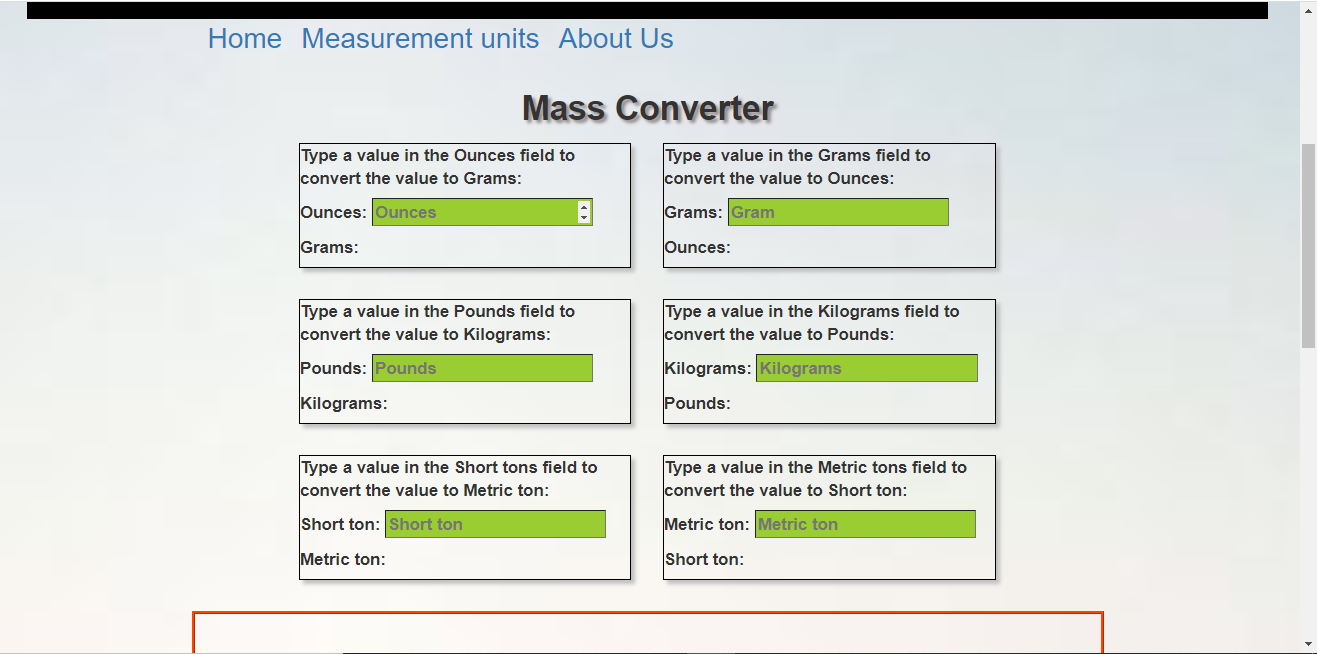 Home Measurement units About Us
Mass Converter
Type a value in the Ounces field to
convert the value to Grams:
Ounces: Ounces
Grams:
Type a value in the Grams field to
convert the value to Ounces:
Grams: Gram
Ounces:
Type a value in the Pounds field to
convert the value to Kilograms:
Pounds: Pounds
Kilograms:
Type a value in the Kilograms field to
convert the value to Pounds:
Kilograms: Kilograms
Pounds:
Type a value in the Short tons field to
convert the value to Metric ton:
Short ton: Short ton
Metric ton:
Type a value in the Metric tons field to
convert the value to Short ton:
Metric ton: Metric ton
Short ton: